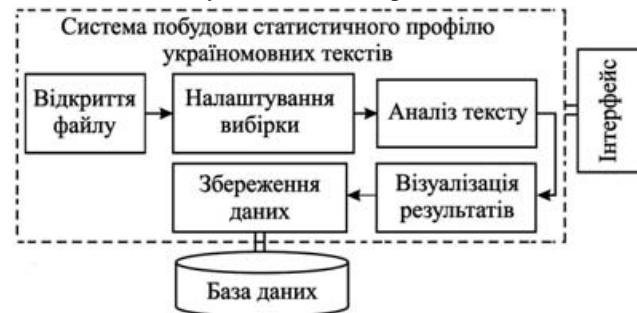 Система побудови статистичного профілю
україномовних текстів
Відкриття
файлу
Налаштування
вибірки
Аналіз тексту
Інтерфейс
Збереження
даних
Візуалізація
результатів
База даних